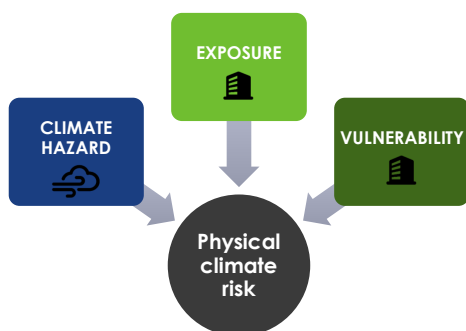 EXPOSURE
CLIMATE
HAZARD
VULNERABILITY
Physical
climate
risk